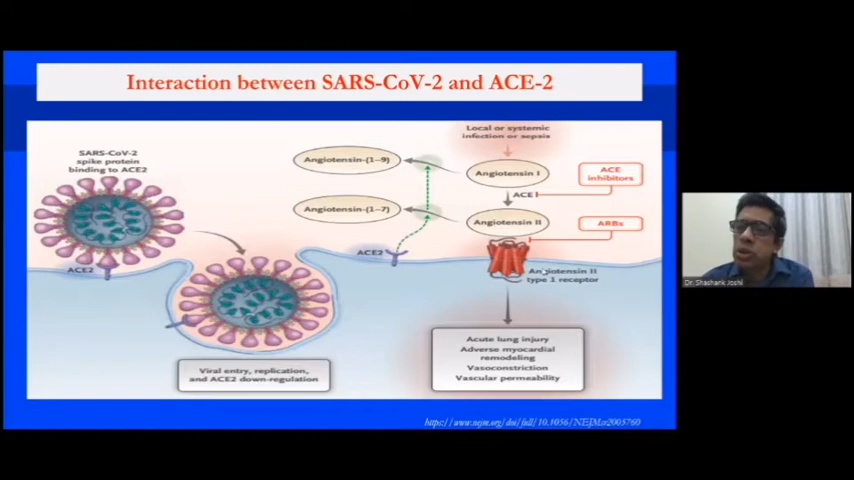 Interaction between SARS-CoV-2 and ACE-2
SARS-CoV-2
spike protein
binding to ACE2
ACE2
Viral entry, replication,
and ACE2 down-regulation
Angiotensin-(1–9)
Angiotensin-(1–7)
ACE2
Local or systemic
infection or sepsis
Angiotensin I
ACE
Angiotensin II
ACE
inhibitors
ARBs
Angiotensin II
type 1 receptor
Acute lung injury
Adverse myocardial
remodeling
Vasoconstriction
Vascular permeability
https://www.nejm.org/doi/full/10.1056/NEJMsr2005760
Dr. Shashank Joshi